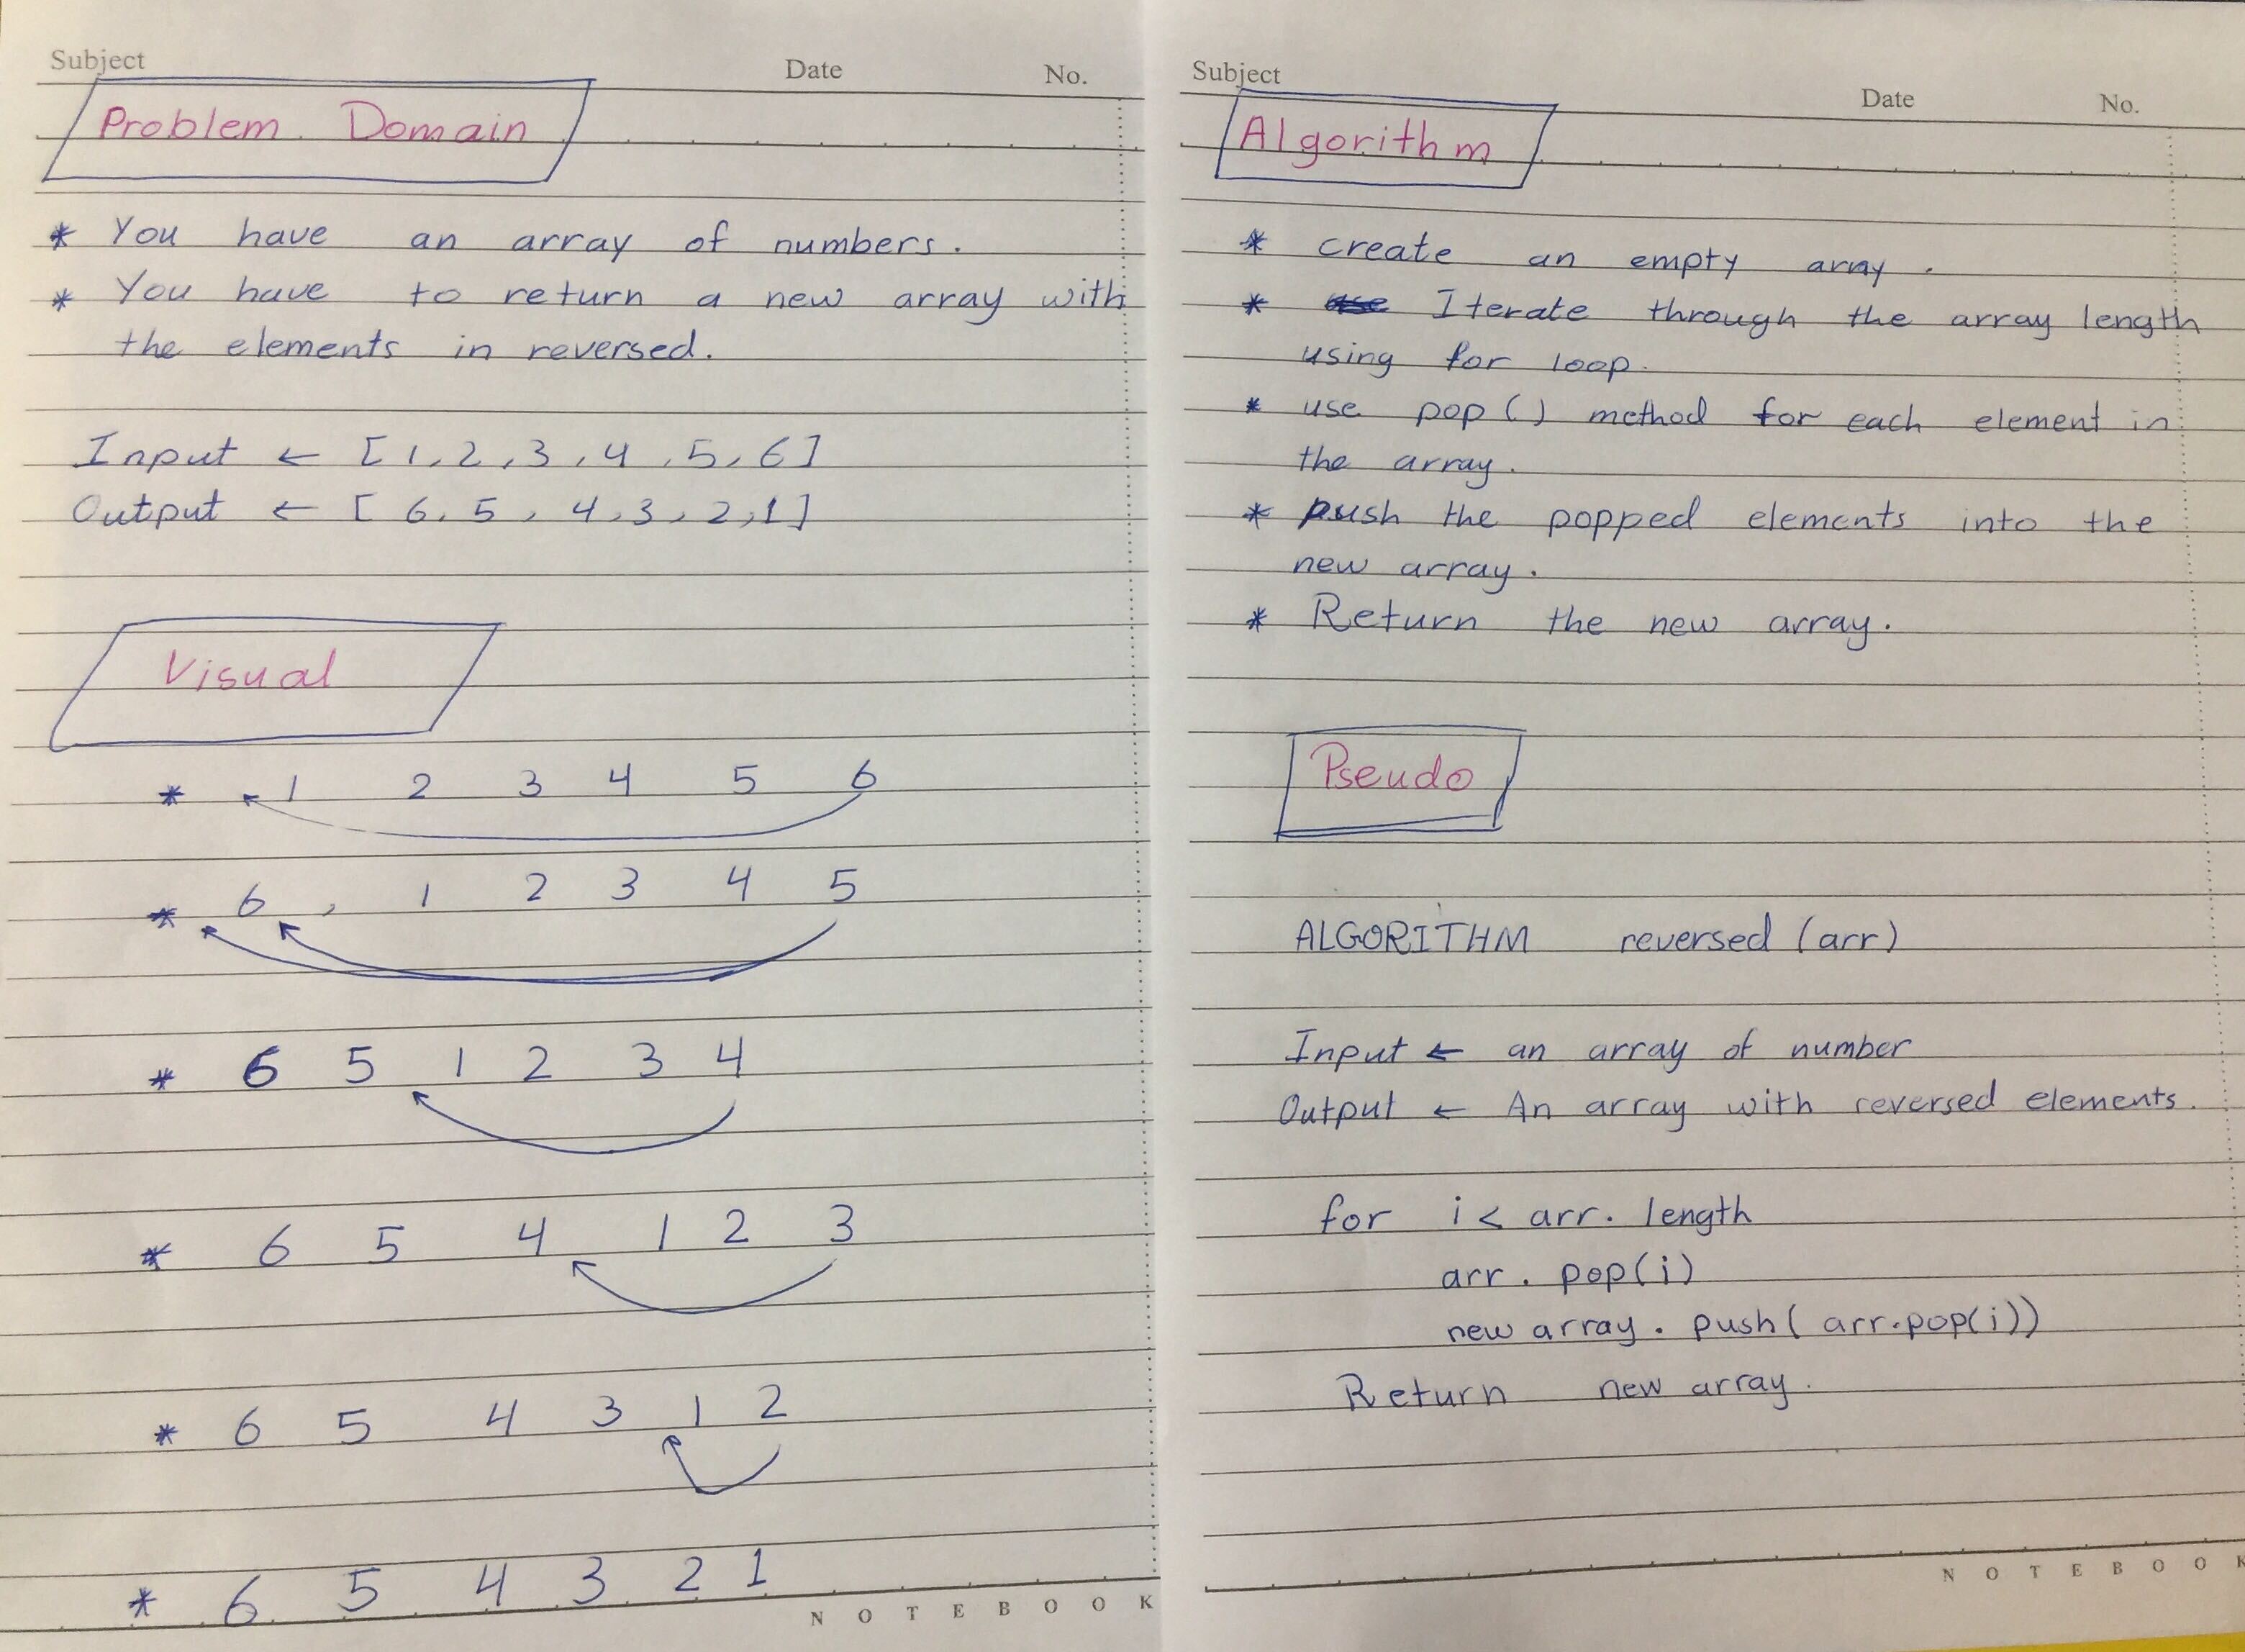 Subject
Date
No.
Problem Domain
* You have an array of numbers.
* You have to return a new array with
the elements in reversed.
Input ← [1,2,3,4,5,6]
Output ← [6,5,4,3,2,1]
Visual
* 1 2 3 4 5 6
* 6, 1 2 3 4 5
* 6 5 1 2 3 4
* 6 5 4 1 2 3
* 6 5 4 3 1 2
* 6 5 4 3 2 1
NOTEBOOK
Subject
Date
No.
Algorithm
* create an empty array.
* Iterate through the array length
using for loop.
* use pop() method for each element in
the array.
* push the popped elements into the
new array.
* Return the new array.
Pseudo
ALGORITHM reversed (arr)
Input ← an array of number
Output ← An array with reversed elements.
for i < arr. length
arr. pop(i)
new array. push( arr.pop(i))
Return new array.
NOTEBOOK